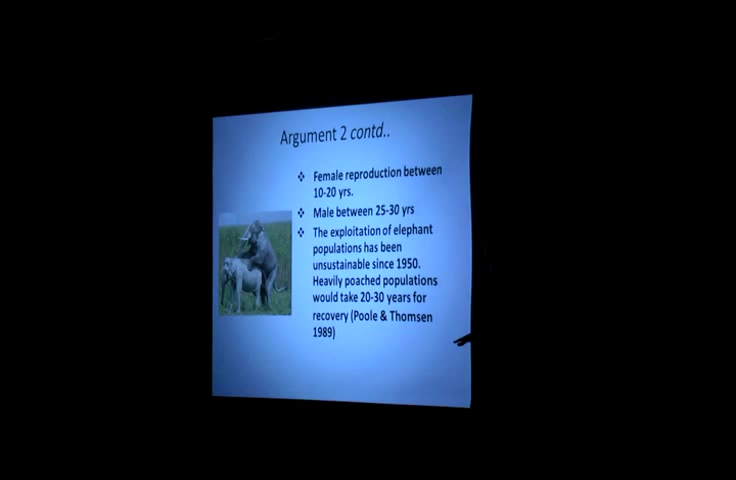 Argument 2 contd..
❖ Female reproduction between
10-20 yrs.
❖ Male between 25-30 yrs
❖ The exploitation of elephant
populations has been
unsustainable since 1950.
Heavily poached populations
would take 20-30 years for
recovery (Poole & Thomsen
1989)